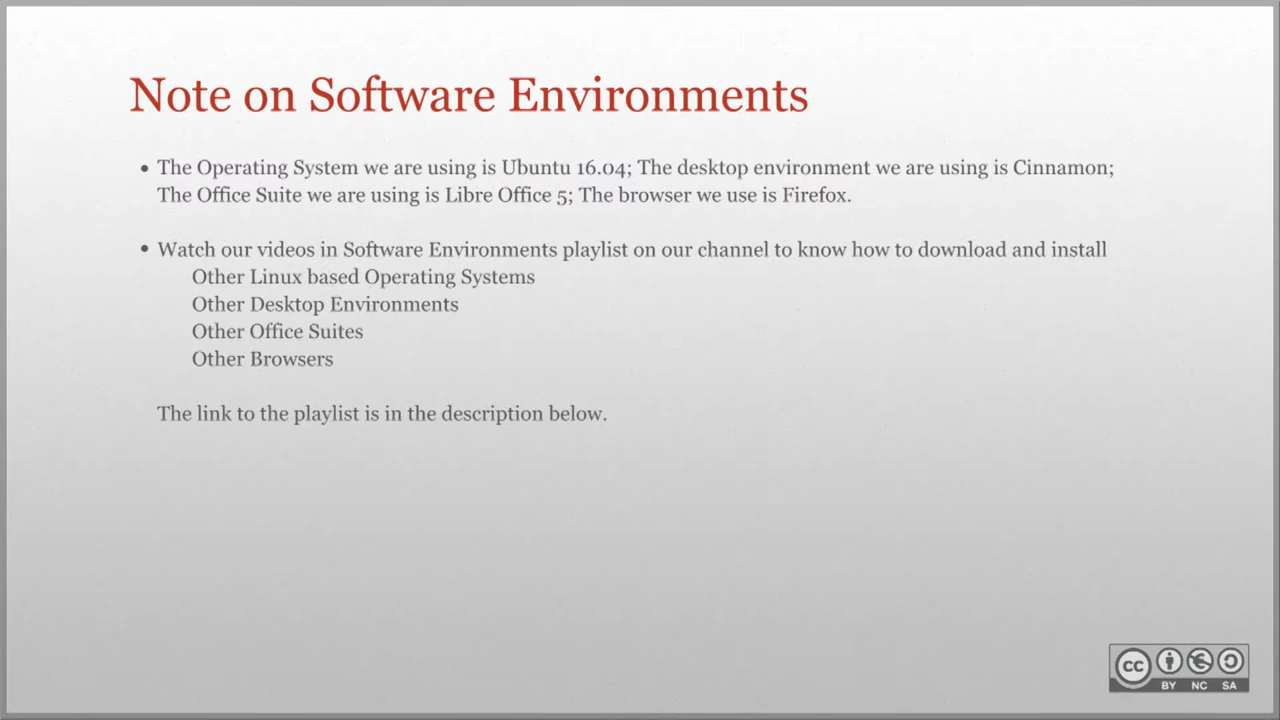 Note on Software Environments
• The Operating System we are using is Ubuntu 16.04; The desktop environment we are using is Cinnamon;
The Office Suite we are using is Libre Office 5; The browser we use is Firefox.
• Watch our videos in Software Environments playlist on our channel to know how to download and install
Other Linux based Operating Systems
Other Desktop Environments
Other Office Suites
Other Browsers
The link to the playlist is in the description below.
cc
BY NC SA